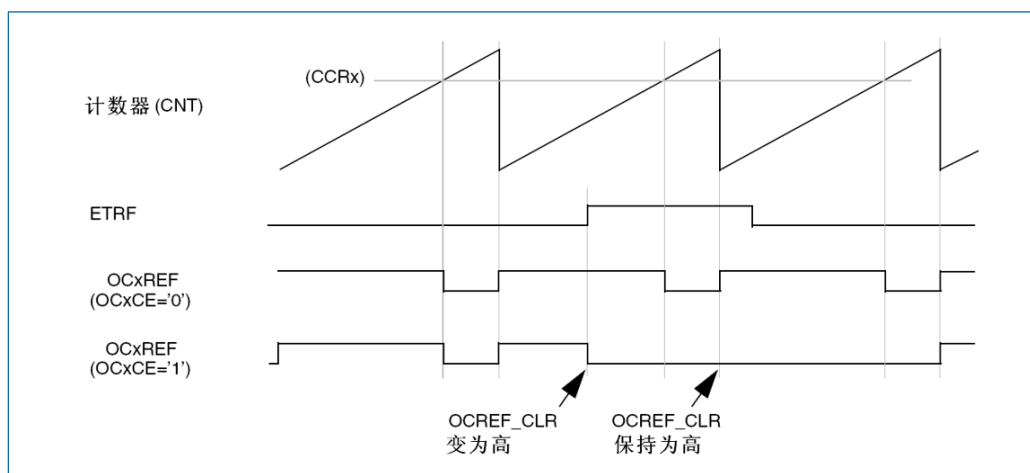 (CCRx)
计数器 (CNT)
ETRF
OCxREF
(OCxCE='0')
OCxREF
(OCxCE='1')
OCREF_CLR
变为高
OCREF_CLR
保持为高